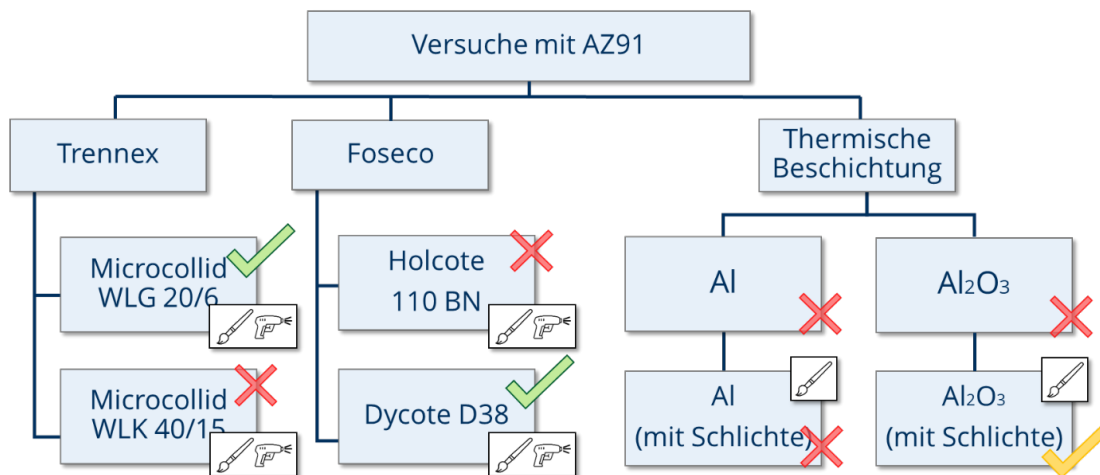 Versuche mit AZ91
Trennex
Foseco
Thermische
Beschichtung
Microcollid
WLG 20/6
Holcote
110 BN
Al
Al₂O₃
Microcollid
WLK 40/15
Dycote D38
Al
(mit Schlichte)
Al₂O₃
(mit Schlichte)